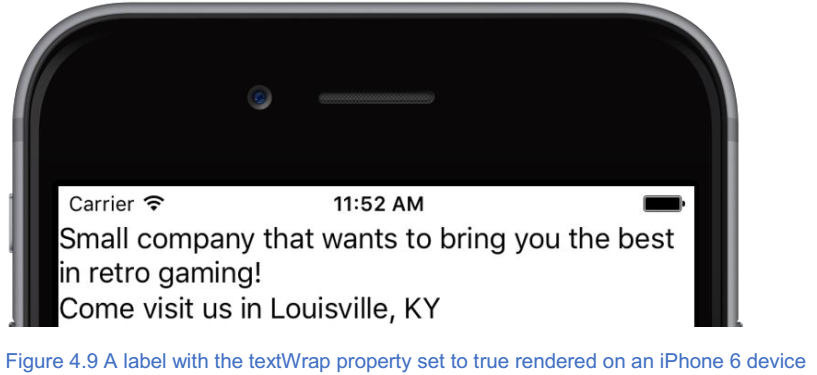 Carrier
11:52 AM
Small company that wants to bring you the best
in retro gaming!
Come visit us in Louisville, KY
Figure 4.9 A label with the textWrap property set to true rendered on an iPhone 6 device